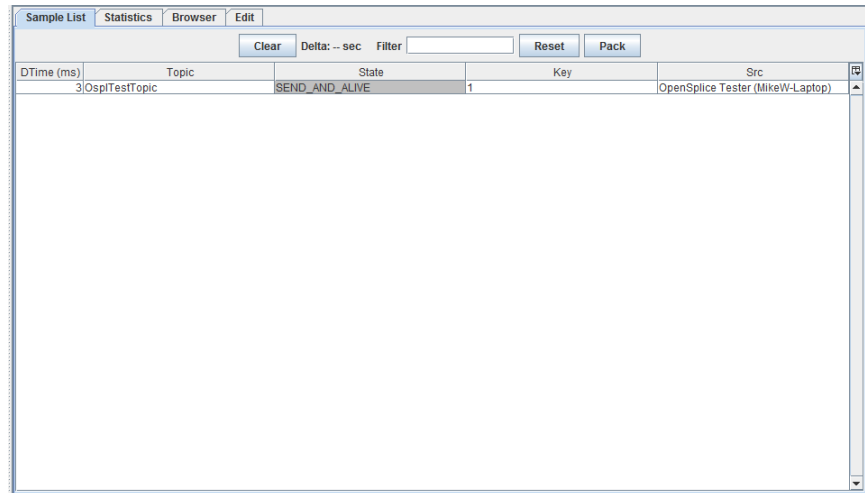 Sample List Statistics Browser Edit
Clear Delta: -- sec Filter Reset Pack
DTime (ms) Topic State Key Src
3 OsplTestTopic SEND_AND_ALIVE 1 OpenSplice Tester (MikeW-Laptop)